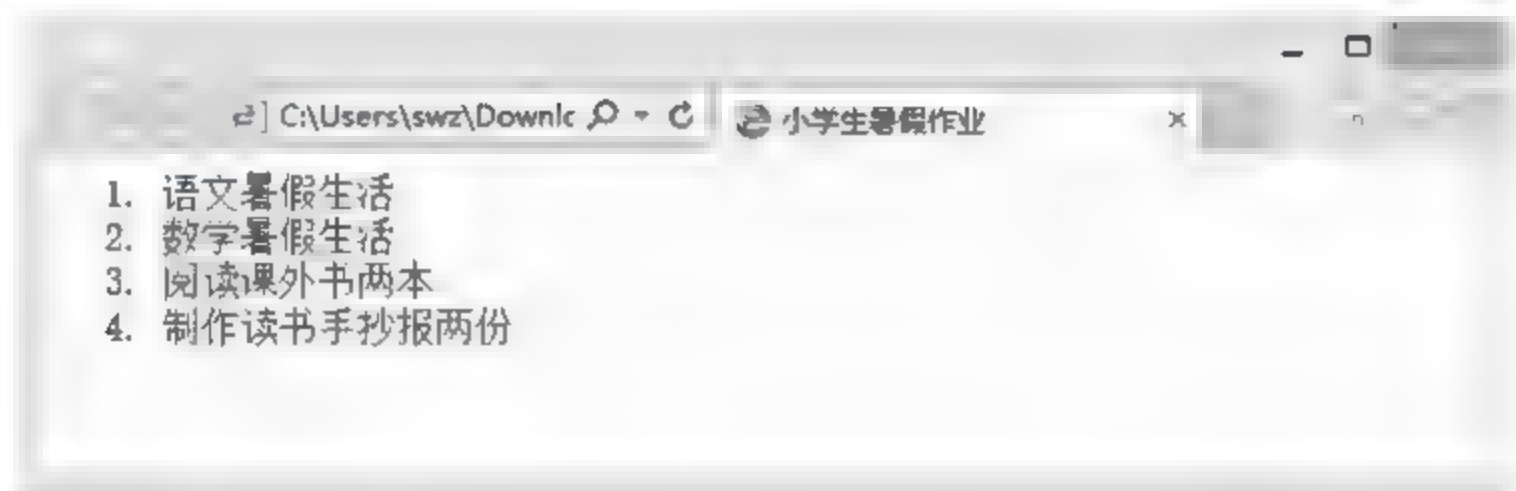 C:\Users\swz\Downlc
小学生暑假作业
1. 语文暑假生活
2. 数学暑假生活
3. 阅读课外书两本
4. 制作读书手抄报两份